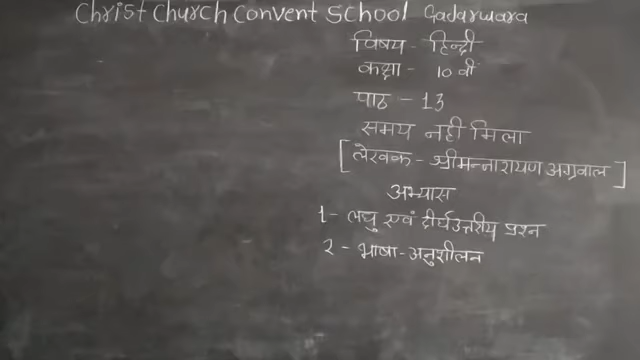 Christ Church Convent School Gadarwara
विषय - हिन्दी
कक्षा - 10 वी
पाठ - 13
समय नही मिला
[लेखक - श्रीमन्नारायण अग्रवाल]
अभ्यास
1- लघु एवं दीर्घउत्तरीय प्रश्न
2 - भाषा-अनुशीलन